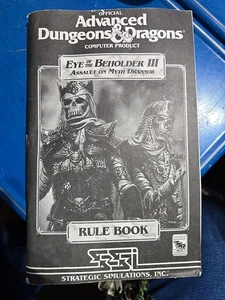 OFFICIAL
Advanced
Dungeons & Dragons
COMPUTER PRODUCT
EYE OF THE BEHOLDER III
ASSAULT ON MYTH DRANNOR
RULE BOOK
SSI
STRATEGIC SIMULATIONS, INC.